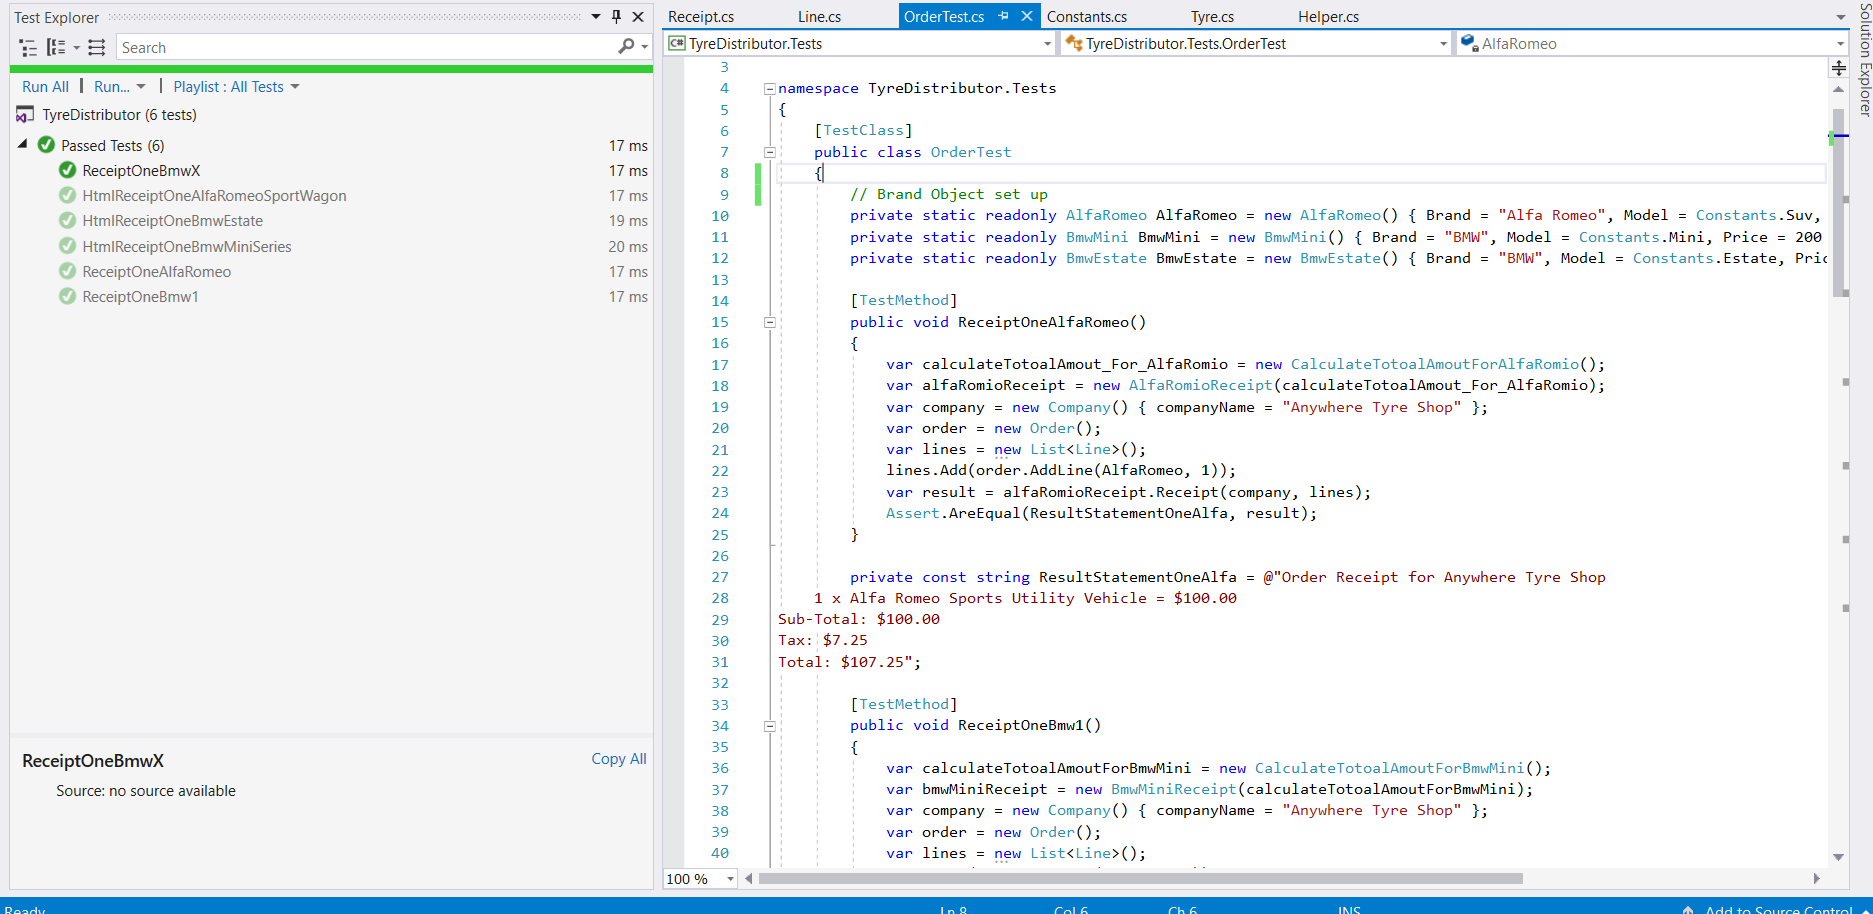 Test Explorer
Search
Run All | Run... | Playlist : All Tests
TyreDistributor (6 tests)
Passed Tests (6) 17 ms
ReceiptOneBmwX 17 ms
HtmlReceiptOneAlfaRomeoSportWagon 17 ms
HtmlReceiptOneBmwEstate 19 ms
HtmlReceiptOneBmwMiniSeries 20 ms
ReceiptOneAlfaRomeo 17 ms
ReceiptOneBmw1 17 ms
ReceiptOneBmwX Copy All
Source: no source available
Receipt.cs Line.cs OrderTest.cs Constants.cs Tyre.cs Helper.cs
C# TyreDistributor.Tests TyreDistributor.Tests.OrderTest AlfaRomeo
3
4 namespace TyreDistributor.Tests
5 {
6 [TestClass]
7 public class OrderTest
8 {
9 // Brand Object set up
10 private static readonly AlfaRomeo AlfaRomeo = new AlfaRomeo() { Brand = "Alfa Romeo", Model = Constants.Suv,
11 private static readonly BmwMini BmwMini = new BmwMini() { Brand = "BMW", Model = Constants.Mini, Price = 200
12 private static readonly BmwEstate BmwEstate = new BmwEstate() { Brand = "BMW", Model = Constants.Estate, Pric
13
14 [TestMethod]
15 public void ReceiptOneAlfaRomeo()
16 {
17 var calculateTotoalAmout_For_AlfaRomio = new CalculateTotoalAmoutForAlfaRomio();
18 var alfaRomioReceipt = new AlfaRomioReceipt(calculateTotoalAmout_For_AlfaRomio);
19 var company = new Company() { companyName = "Anywhere Tyre Shop" };
20 var order = new Order();
21 var lines = new List<Line>();
22 lines.Add(order.AddLine(AlfaRomeo, 1));
23 var result = alfaRomioReceipt.Receipt(company, lines);
24 Assert.AreEqual(ResultStatementOneAlfa, result);
25 }
26
27 private const string ResultStatementOneAlfa = @"Order Receipt for Anywhere Tyre Shop
28 1 x Alfa Romeo Sports Utility Vehicle = $100.00
29 Sub-Total: $100.00
30 Tax: $7.25
31 Total: $107.25";
32
33 [TestMethod]
34 public void ReceiptOneBmw1()
35 {
36 var calculateTotoalAmoutForBmwMini = new CalculateTotoalAmoutForBmwMini();
37 var bmwMiniReceipt = new BmwMiniReceipt(calculateTotoalAmoutForBmwMini);
38 var company = new Company() { companyName = "Anywhere Tyre Shop" };
39 var order = new Order();
40 var lines = new List<Line>();
100 %
Solution Explorer
Ready Ln 8 Col 6 Ch 6 INS Add to Source Control